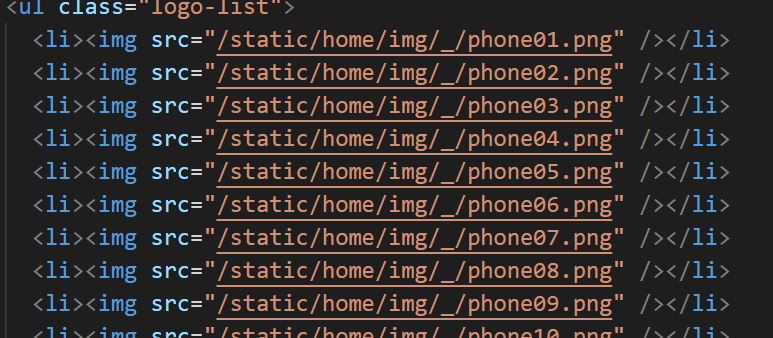 <ul class="logo-list">
<li><img src="/static/home/img/_/phone01.png" /></li>
<li><img src="/static/home/img/_/phone02.png" /></li>
<li><img src="/static/home/img/_/phone03.png" /></li>
<li><img src="/static/home/img/_/phone04.png" /></li>
<li><img src="/static/home/img/_/phone05.png" /></li>
<li><img src="/static/home/img/_/phone06.png" /></li>
<li><img src="/static/home/img/_/phone07.png" /></li>
<li><img src="/static/home/img/_/phone08.png" /></li>
<li><img src="/static/home/img/_/phone09.png" /></li>
<li><img src="/static/home/img/_/phone10.png" /></li>